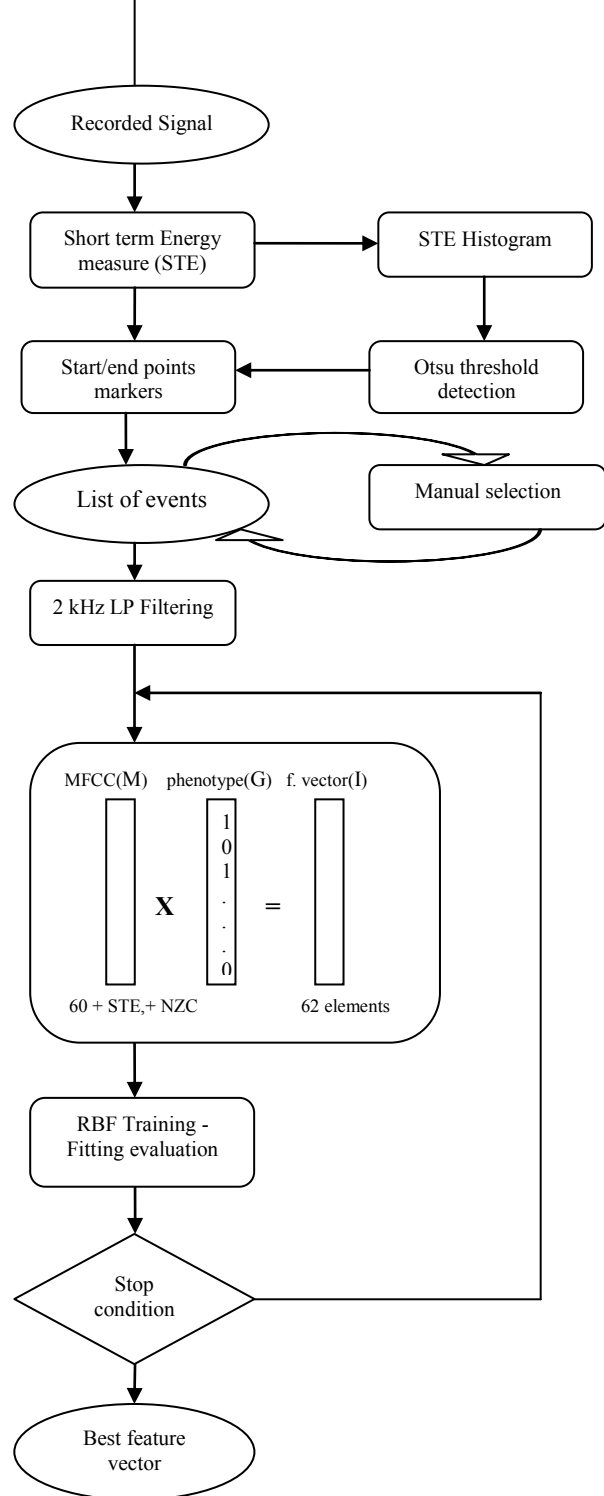 Recorded Signal
Short term Energy
measure (STE)
STE Histogram
Start/end points
markers
Otsu threshold
detection
List of events
Manual selection
2 kHz LP Filtering
MFCC(M) phenotype(G) f. vector(I)
1
0
1
.
.
.
0
X =
60 + STE,+ NZC 62 elements
RBF Training -
Fitting evaluation
Stop
condition
Best feature
vector